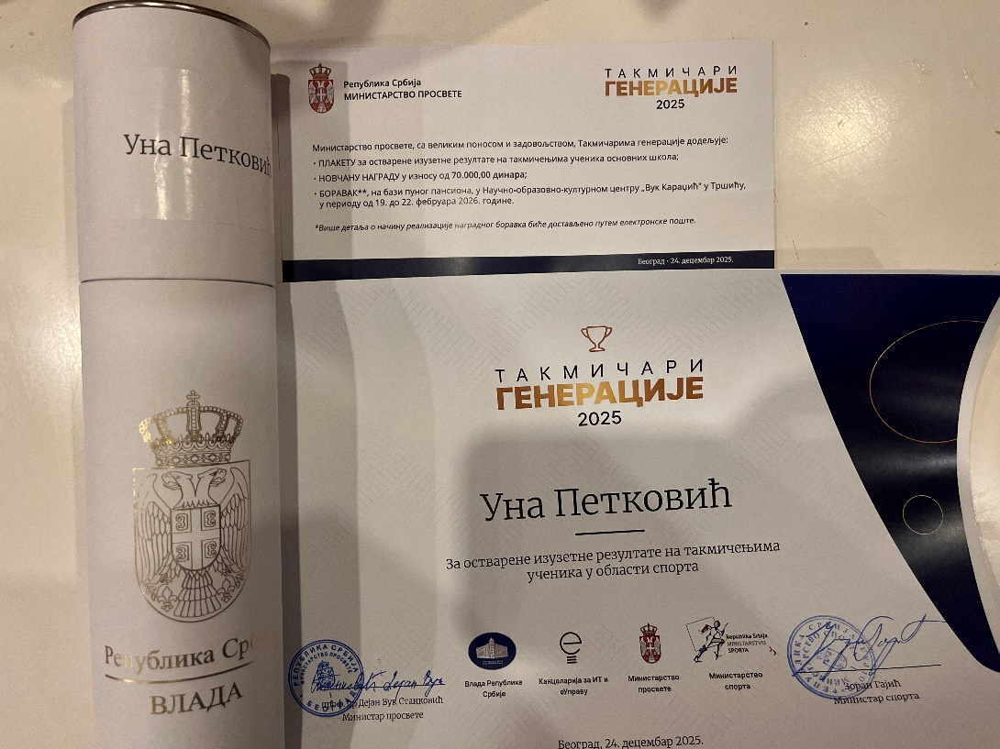 Уна Петковић
Република Србија
ВЛАДА
Република Србија
МИНИСТАРСТВО ПРОСВЕТЕ
ТАКМИЧАРИ
ГЕНЕРАЦИЈЕ
2025
Министарство просвете, са великим поносом и задовољством, Такмичарима генерације додељује:
• ПЛАКЕТУ за остварене изузетне резултате на такмичењима ученика основних школа;
• НОВЧАНУ НАГРАДУ у износу од 70.000,00 динара;
• БОРАВАК**, на бази пуног пансиона, у Научно-образовно-културном центру „Вук Караџић" у Тршићу,
у периоду од 19. до 22. фебруара 2026. године.
*Више детаља о начину реализације наградног боравка биће достављено путем електронске поште.
Београд • 24. децембар 2025.
ТАКМИЧАРИ
ГЕНЕРАЦИЈЕ
2025
Уна Петковић
За остварене изузетне резултате на такмичењима
ученика у области спорта
РЕПУБЛИКА СРБИЈА
МИНИСТАРСТВО ПРОСВЕТЕ
БЕОГРАД
проф. др Дејан Вук Станковић
Министар просвете
Влада Републике
Србије
Канцеларија за ИТ и
еУправу
Министарство
просвете
Republika Srbija
MINISTARSTVO
SPORTA
Министарство
спорта
Зоран Гајић
Министар спорта
Београд, 24. децембар 2025.